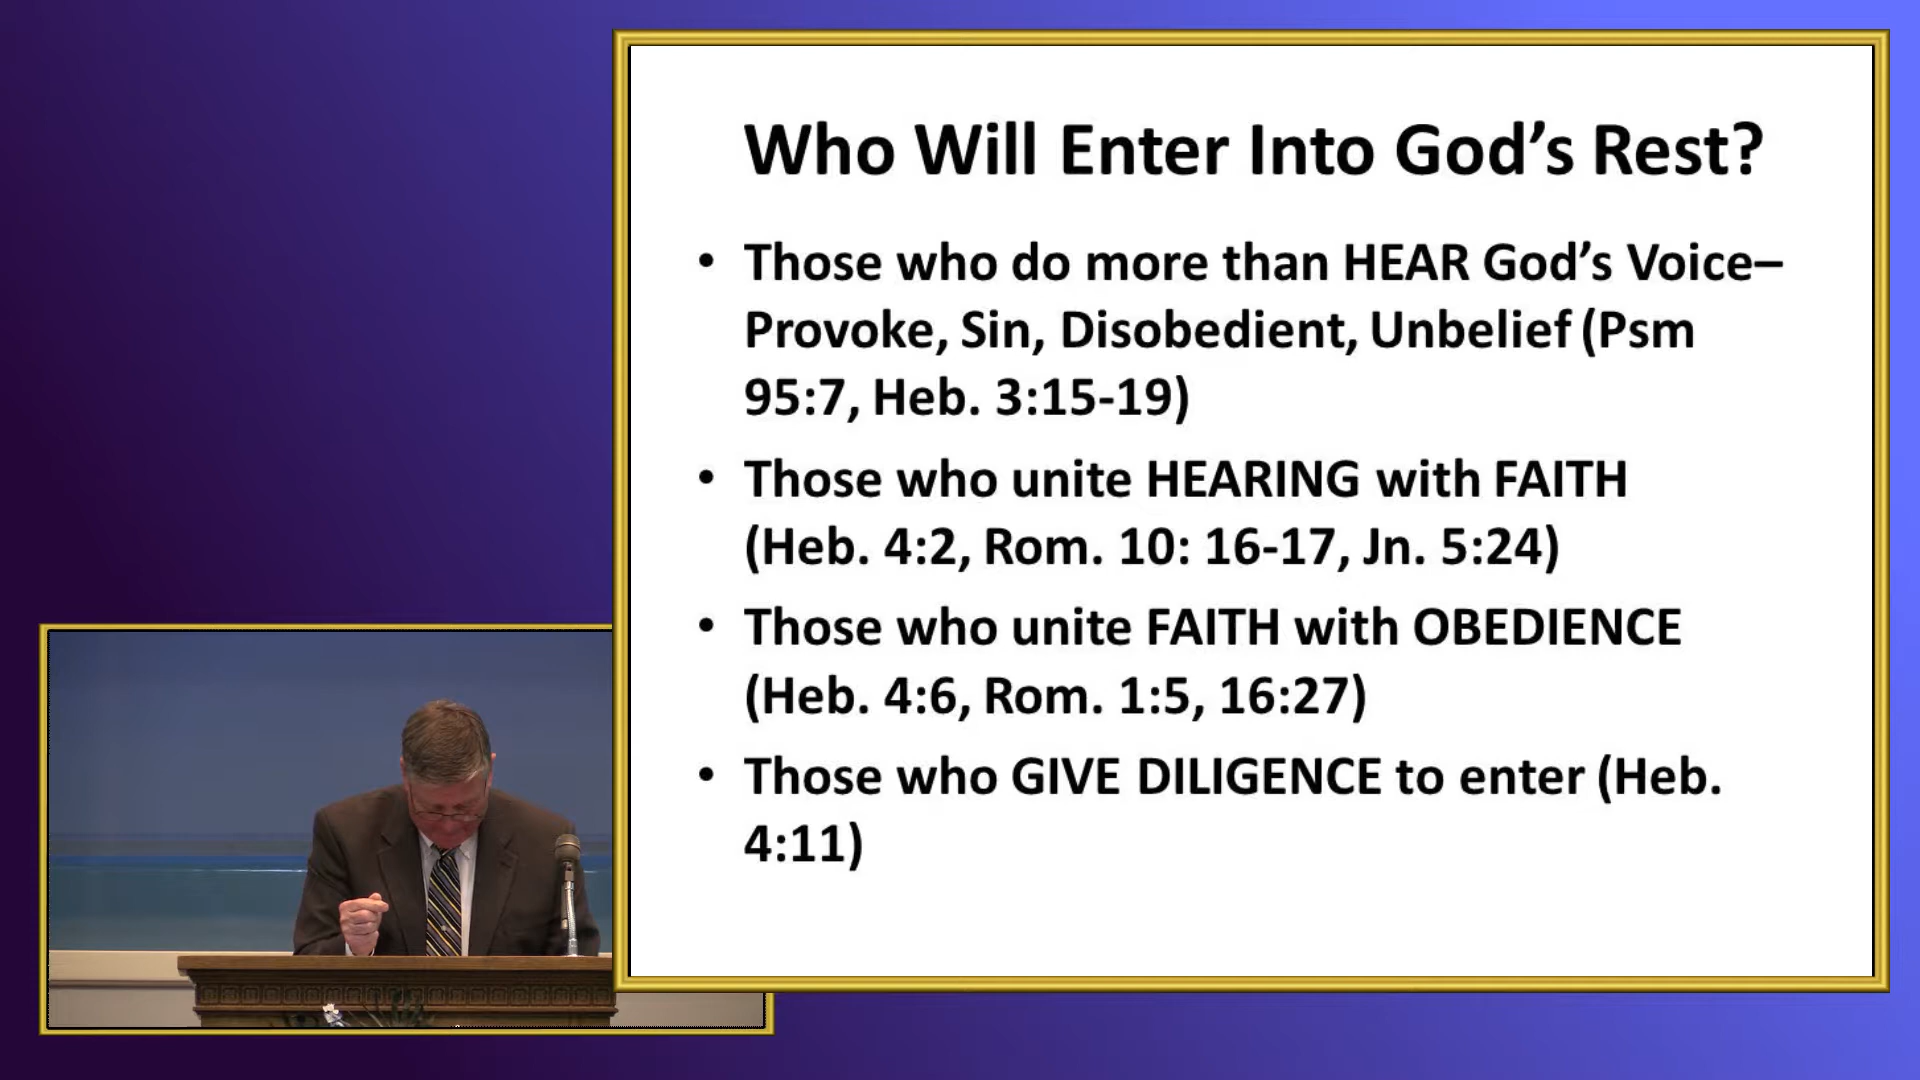 Who Will Enter Into God’s Rest?
• Those who do more than HEAR God’s Voice–
Provoke, Sin, Disobedient, Unbelief (Psm
95:7, Heb. 3:15-19)
• Those who unite HEARING with FAITH
(Heb. 4:2, Rom. 10: 16-17, Jn. 5:24)
• Those who unite FAITH with OBEDIENCE
(Heb. 4:6, Rom. 1:5, 16:27)
• Those who GIVE DILIGENCE to enter (Heb.
4:11)